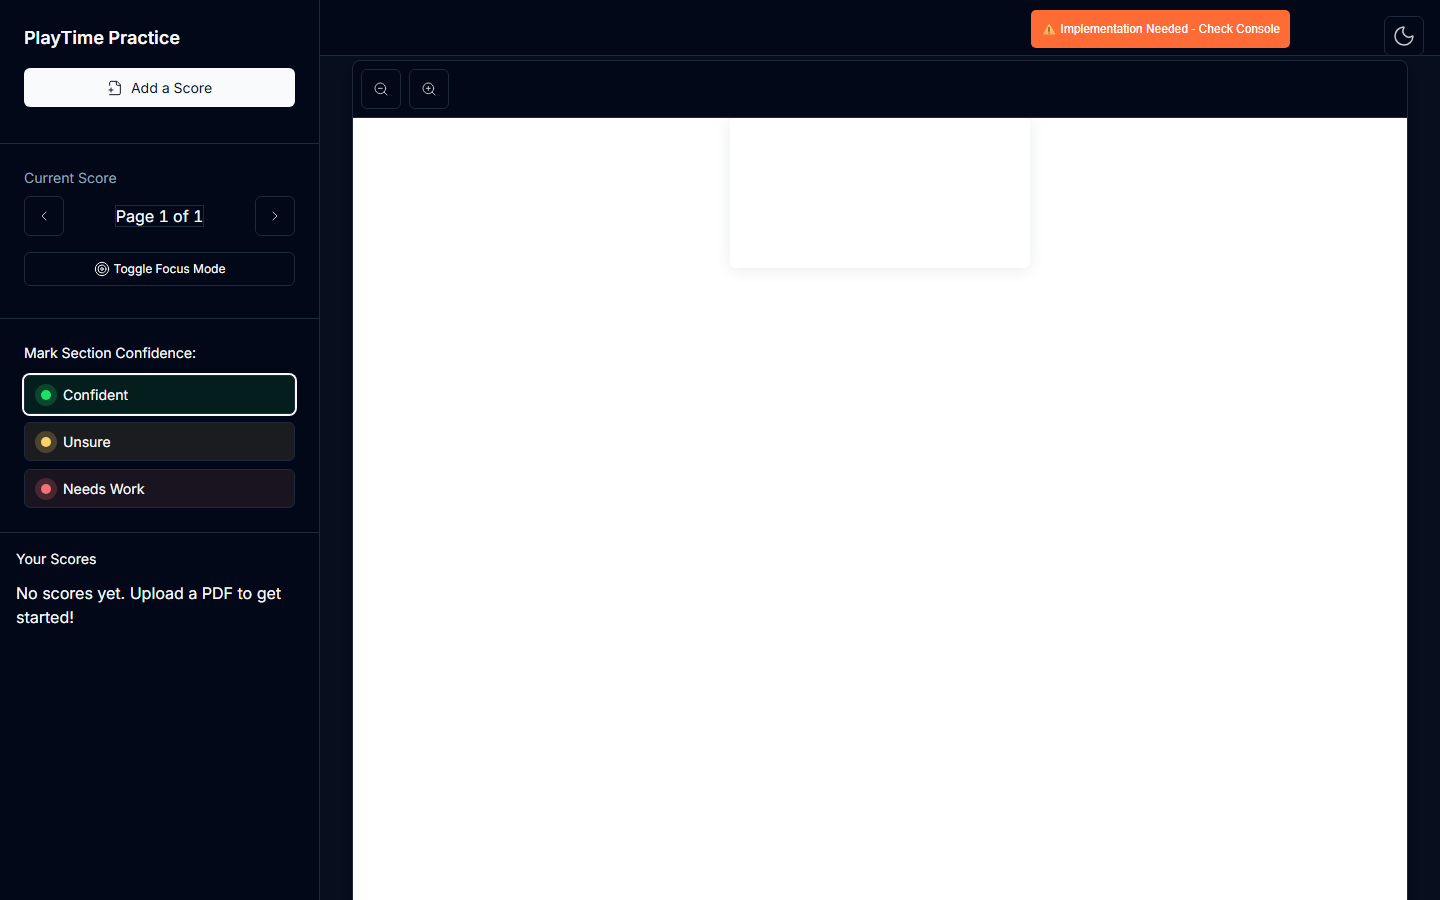 PlayTime Practice
Add a Score
⚠️ Implementation Needed - Check Console
Current Score
Page 1 of 1
Toggle Focus Mode
Mark Section Confidence:
Confident
Unsure
Needs Work
Your Scores
No scores yet. Upload a PDF to get
started!